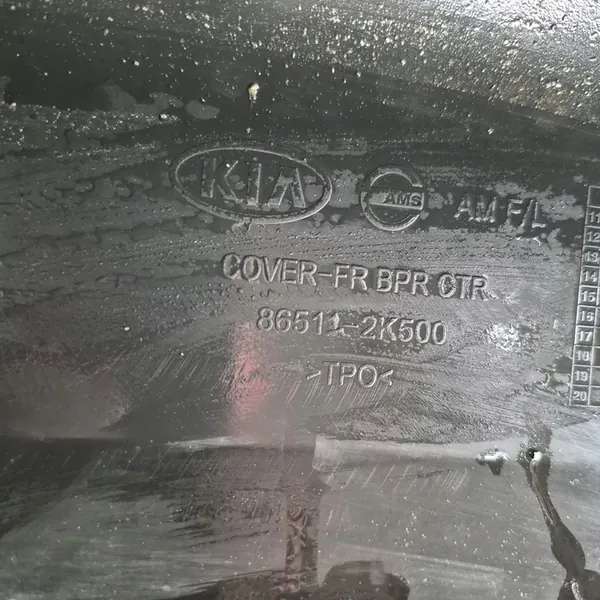 KIA AMS AM F/L
COVER-FR BPR CTR
86511-2K500
>TPO<
11
12
13
14
15
16
17
18
19
20